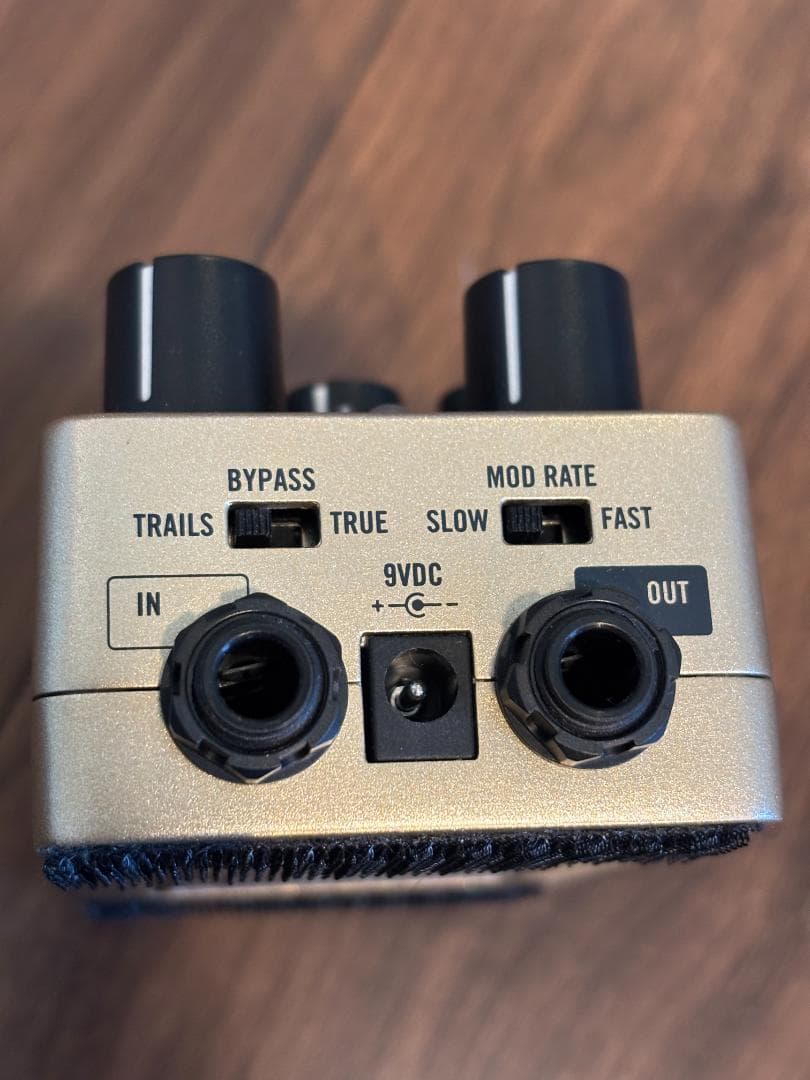 BYPASS
TRAILS TRUE
MOD RATE
SLOW FAST
IN
9VDC
+ -
OUT